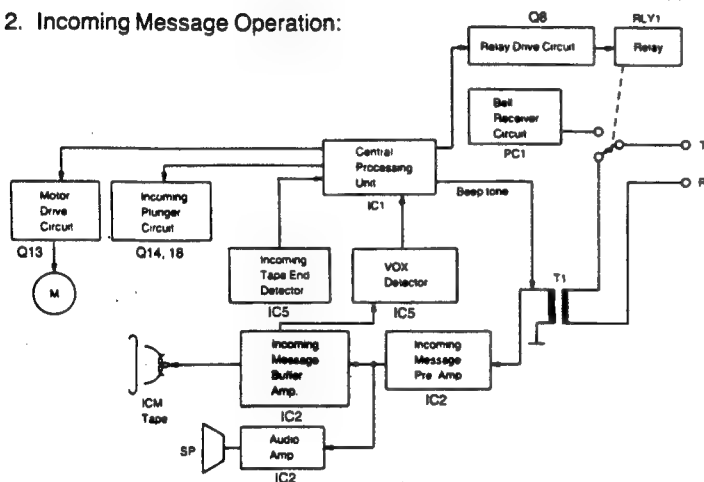 2. Incoming Message Operation:
Q8
RLY1
Relay Drive Circuit
Relay
Bell
Receiver
Circuit
PC1
T
R
Central
Processing
Unit
IC1
Beep tone
Motor
Drive
Circuit
Q13
M
Incoming
Plunger
Circuit
Q14, 18
Incoming
Tape End
Detector
IC5
VOX
Detector
IC5
T1
Incoming
Message
Buffer
Amp.
IC2
Incoming
Message
Pre Amp
IC2
ICM
Tape
SP
Audio
Amp
IC2